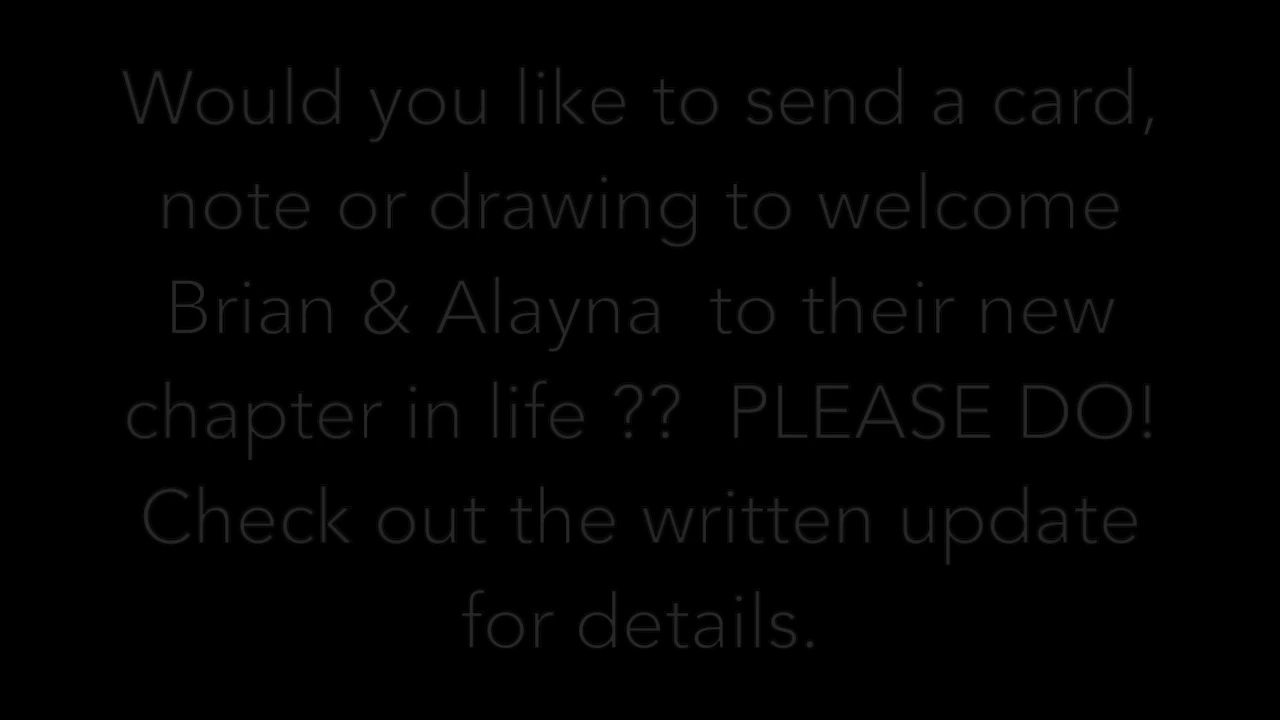 Would you like to send a card,
note or drawing to welcome
Brian & Alayna  to their new
chapter in life ??  PLEASE DO!
Check out the written update
for details.